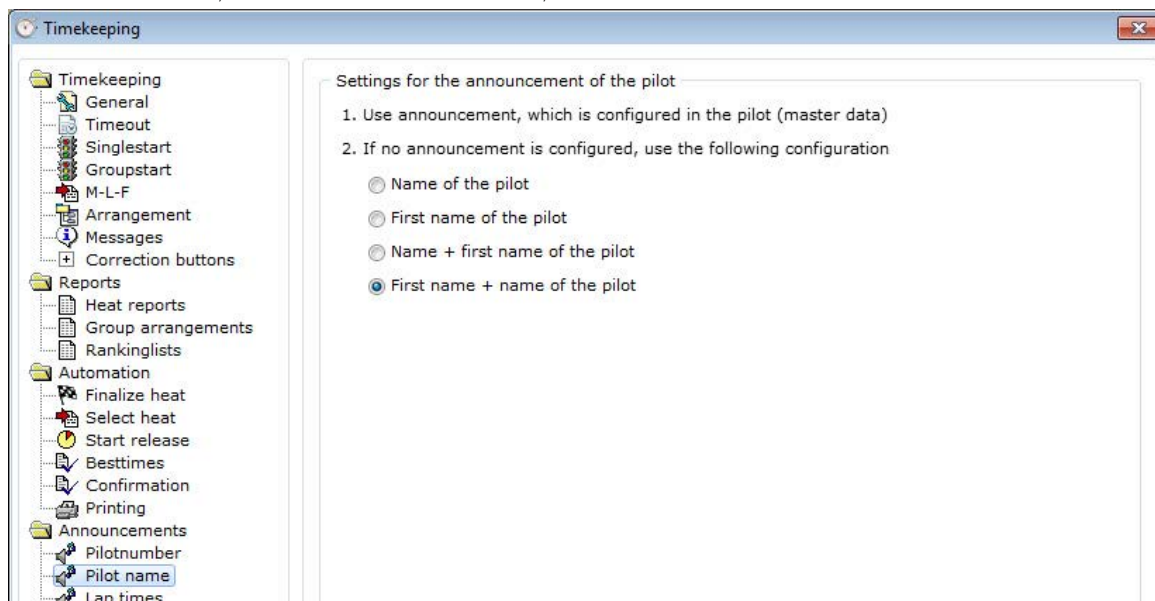 Timekeeping
Timekeeping
General
Timeout
Singlestart
Groupstart
M-L-F
Arrangement
Messages
Correction buttons
Reports
Heat reports
Group arrangements
Rankinglists
Automation
Finalize heat
Select heat
Start release
Besttimes
Confirmation
Printing
Announcements
Pilotnumber
Pilot name
Lap times
Settings for the announcement of the pilot
1. Use announcement, which is configured in the pilot (master data)
2. If no announcement is configured, use the following configuration
Name of the pilot
First name of the pilot
Name + first name of the pilot
First name + name of the pilot